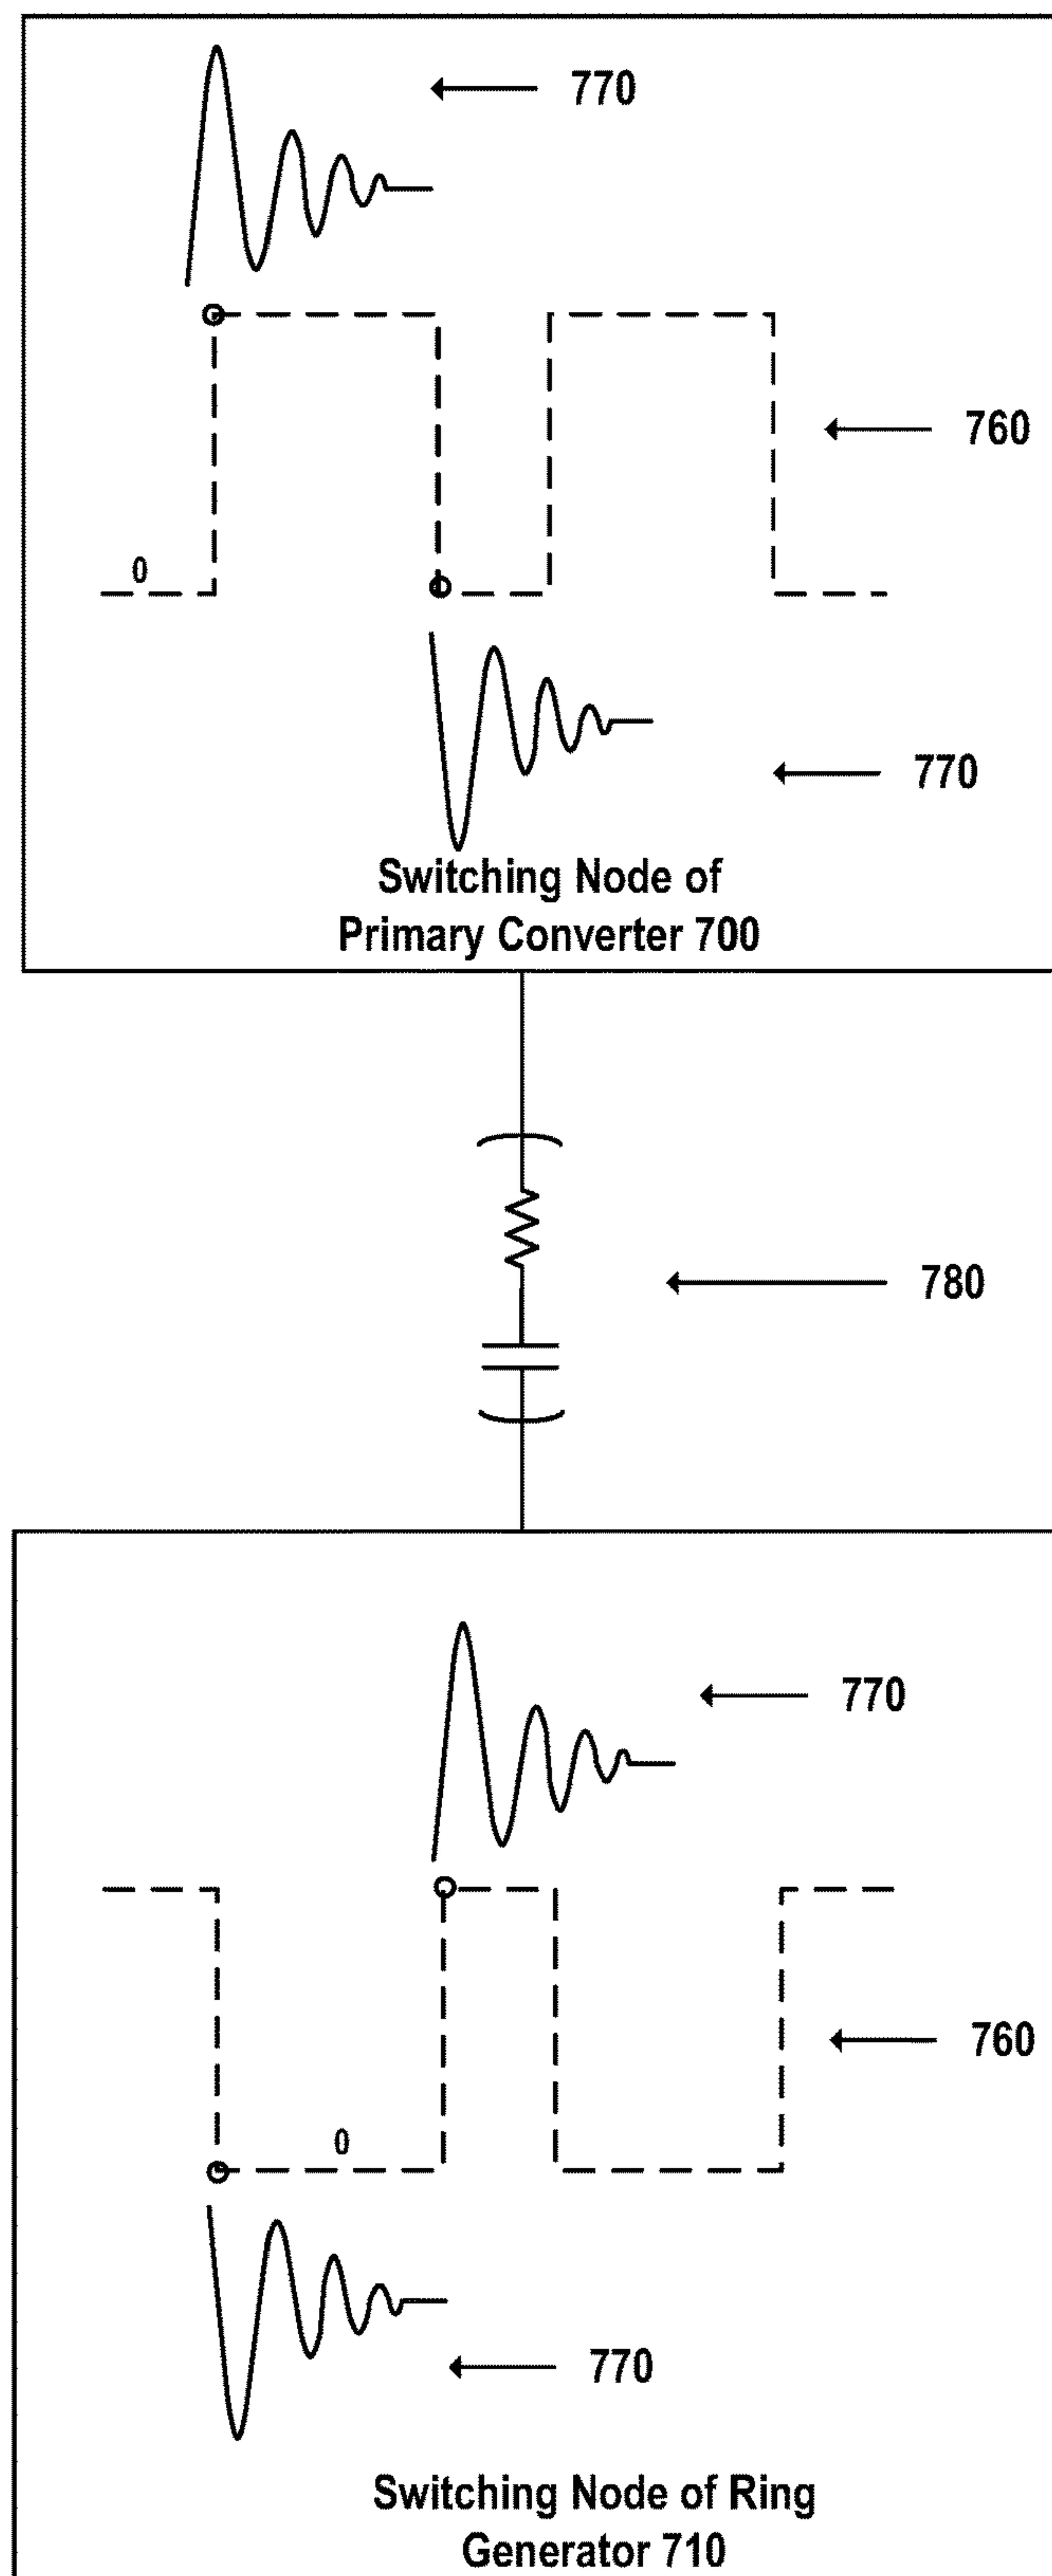 770
760
0
770
Switching Node of
Primary Converter 700
780
770
760
0
770
Switching Node of Ring
Generator 710